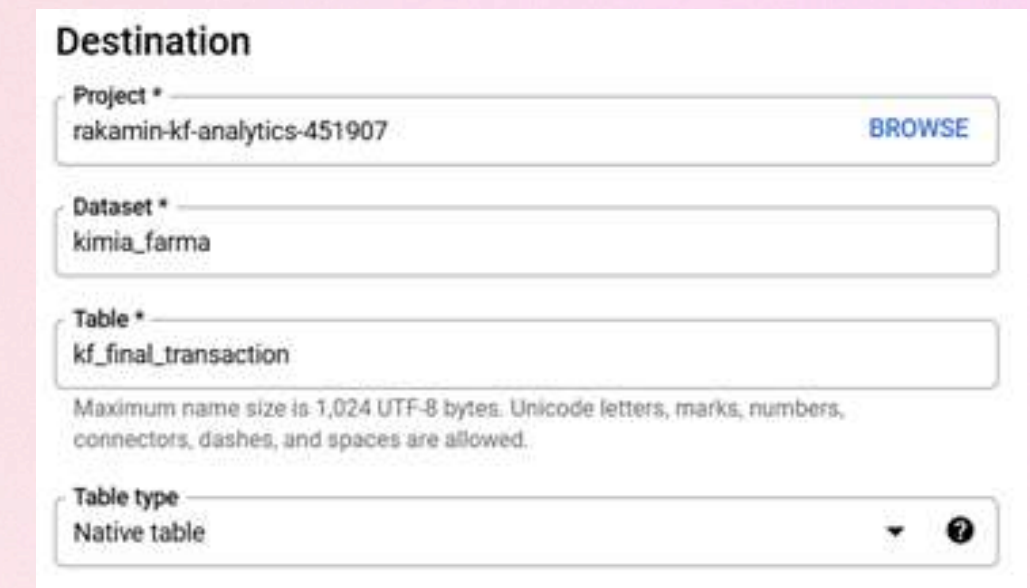 Destination
Project *
rakamin-kf-analytics-451907
BROWSE
Dataset *
kimia_farma
Table *
kf_final_transaction
Maximum name size is 1,024 UTF-8 bytes. Unicode letters, marks, numbers,
connectors, dashes, and spaces are allowed.
Table type
Native table
?